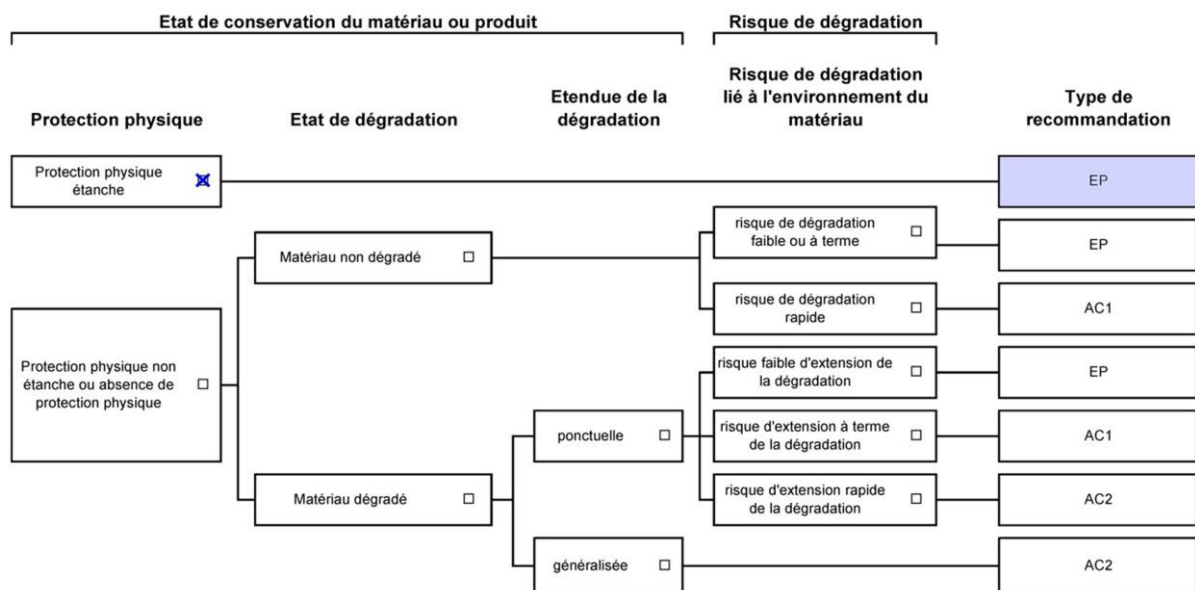 Etat de conservation du matériau ou produit
Risque de dégradation
Protection physique
Etat de dégradation
Etendue de la
dégradation
Risque de dégradation
lié à l'environnement du
matériau
Type de
recommandation
Protection physique
étanche
EP
Matériau non dégradé
risque de dégradation
faible ou à terme
EP
risque de dégradation
rapide
AC1
Protection physique non
étanche ou absence de
protection physique
risque faible d'extension de
la dégradation
EP
ponctuelle
risque d'extension à terme
de la dégradation
AC1
Matériau dégradé
risque d'extension rapide
de la dégradation
AC2
généralisée
AC2